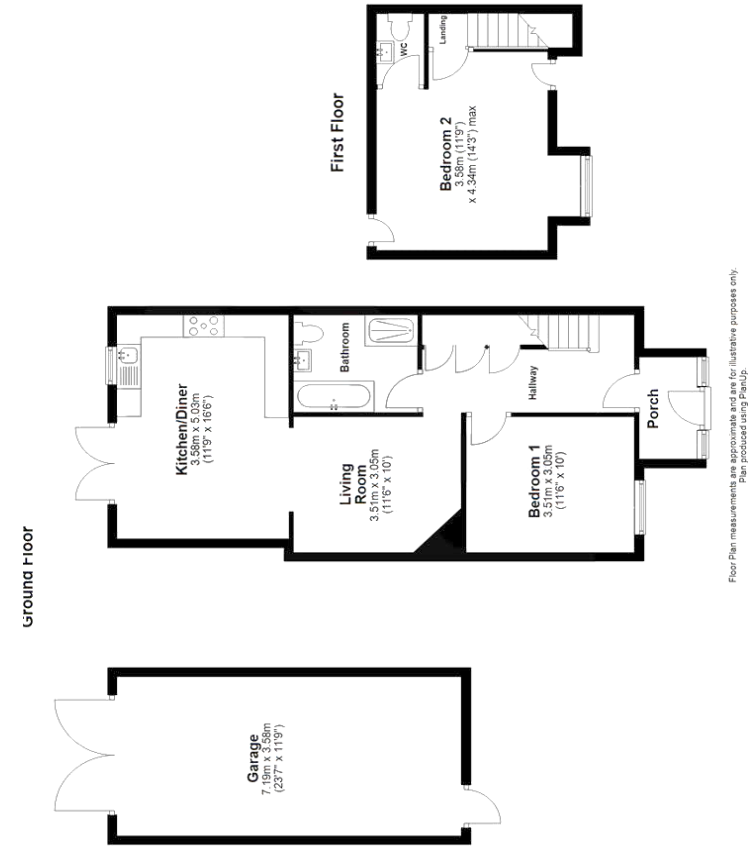 Ground Floor
Kitchen/Diner
3.58m x 5.03m
(11'9" x 16'6")
Bathroom
Living
Room
3.51m x 3.05m
(11'6" x 10')
Hallway
Bedroom 1
3.51m x 3.05m
(11'6" x 10')
Porch
Garage
7.19m x 3.58m
(23'7" x 11'9")
First Floor
WC
Landing
Bedroom 2
3.58m (11'9")
x 4.34m (14'3") max
Floor Plan measurements are approximate and are for illustrative purposes only.
Plan produced using PlanUp.